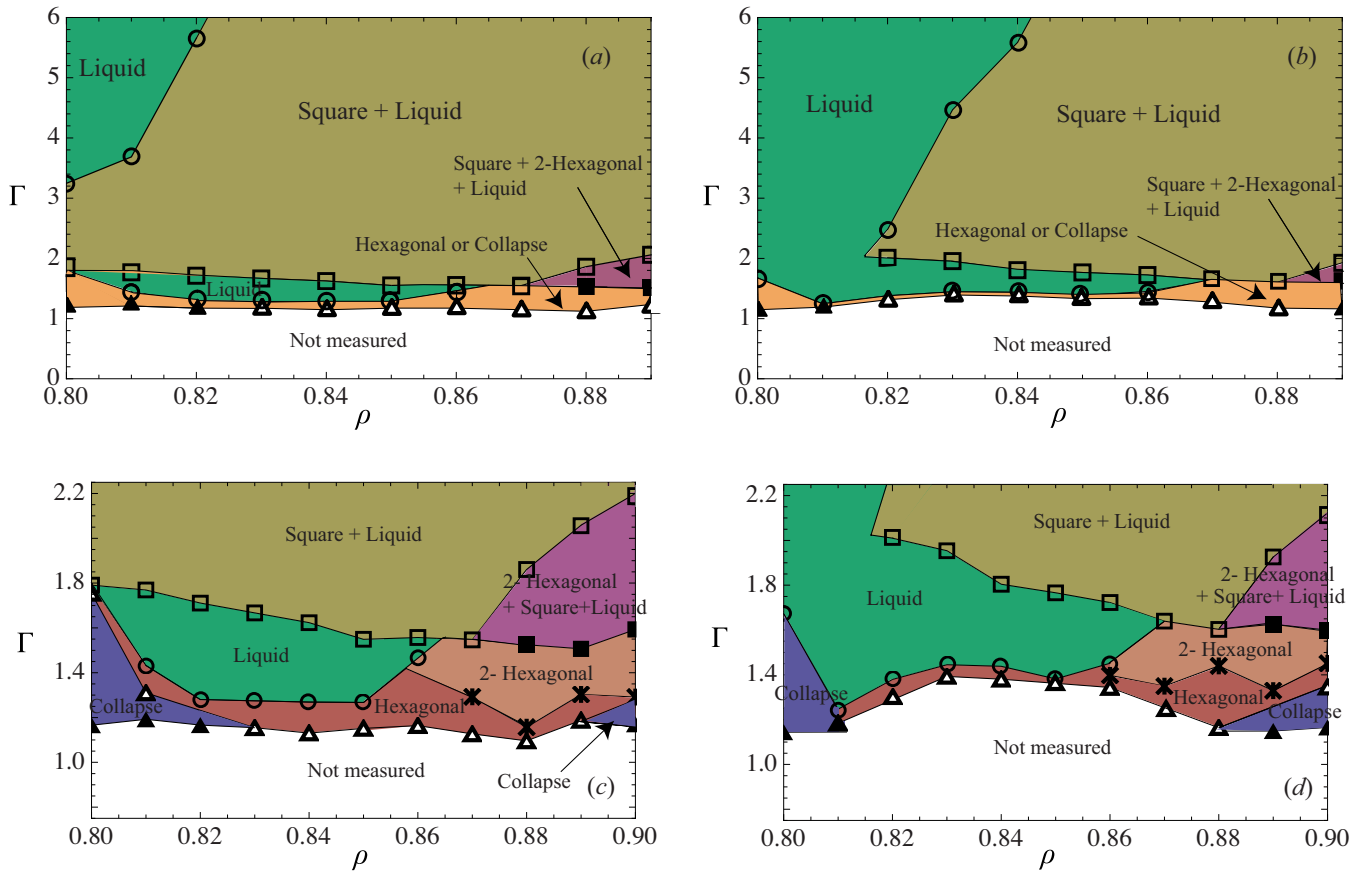 6
5
4
3
2
1
0
Γ
(a)
Liquid
Square + Liquid
Square + 2-Hexagonal
+ Liquid
Hexagonal or Collapse
Liquid
Not measured
0.80 0.82 0.84 0.86 0.88
ρ
6
5
4
3
2
1
0
Γ
(b)
Liquid
Square + Liquid
Square + 2-Hexagonal
+ Liquid
Hexagonal or Collapse
Not measured
0.80 0.82 0.84 0.86 0.88
ρ
2.2
1.8
1.4
1.0
Γ
Square + Liquid
2- Hexagonal
+ Square+Liquid
Liquid
2- Hexagonal
Collapse
Hexagonal
Not measured
Collapse
(c)
0.80 0.82 0.84 0.86 0.88 0.90
ρ
2.2
1.8
1.4
1.0
Γ
Square + Liquid
2- Hexagonal
+ Square+ Liquid
Liquid
2- Hexagonal
Collapse
Hexagonal
Collapse
Not measured
(d)
0.80 0.82 0.84 0.86 0.88 0.90
ρ